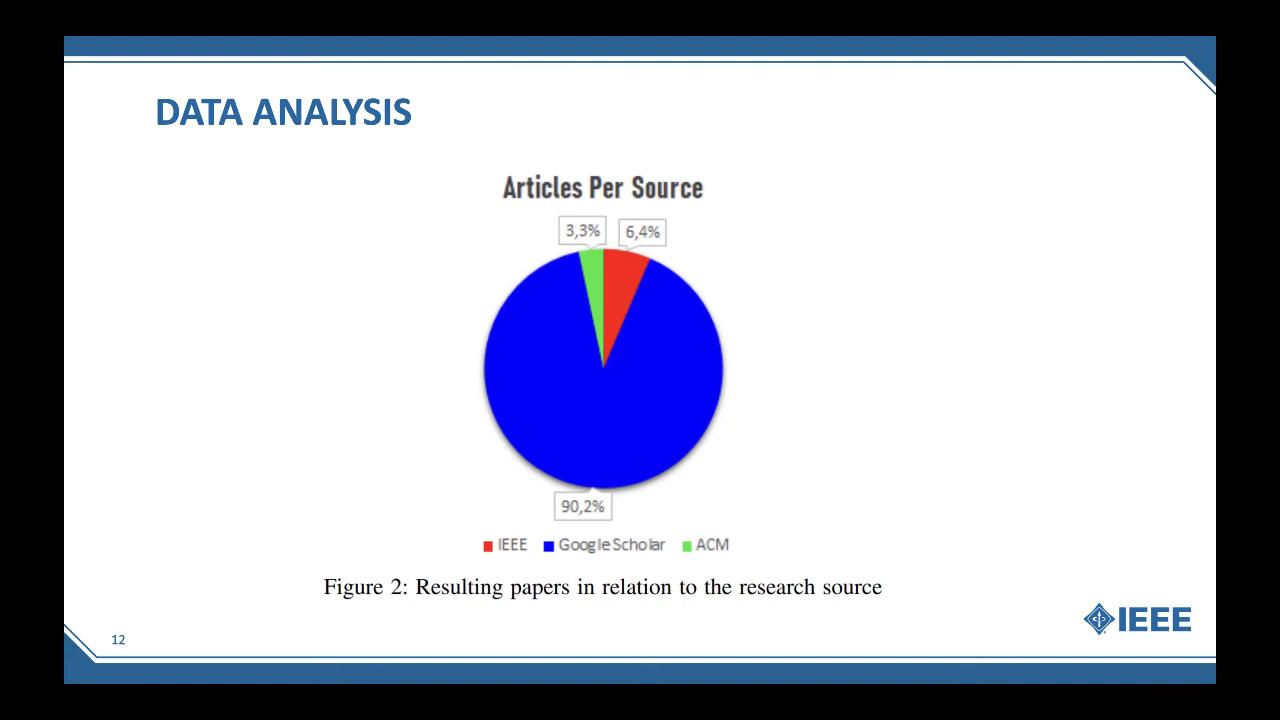 DATA ANALYSIS
Articles Per Source
3,3% 6,4%
90,2%
IEEE Google Scholar ACM
Figure 2: Resulting papers in relation to the research source
IEEE
12